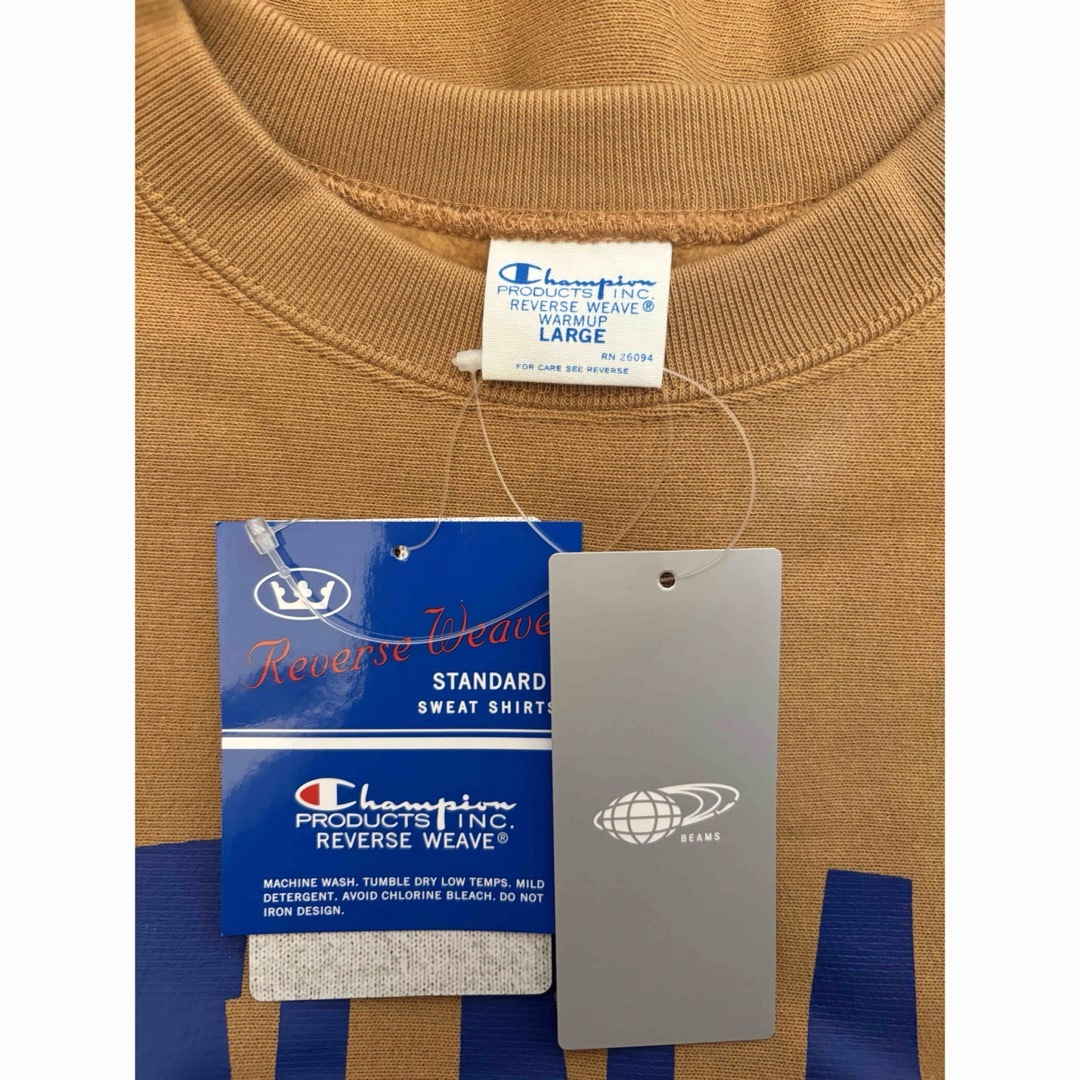 Champion
PRODUCTS INC.
REVERSE WEAVE®
WARMUP
LARGE
RN 26094
FOR CARE SEE REVERSE
Reverse Weave
STANDARD
SWEAT SHIRTS
Champion
PRODUCTS INC.
REVERSE WEAVE®
MACHINE WASH. TUMBLE DRY LOW TEMPS. MILD
DETERGENT. AVOID CHLORINE BLEACH. DO NOT
IRON DESIGN.
BEAMS